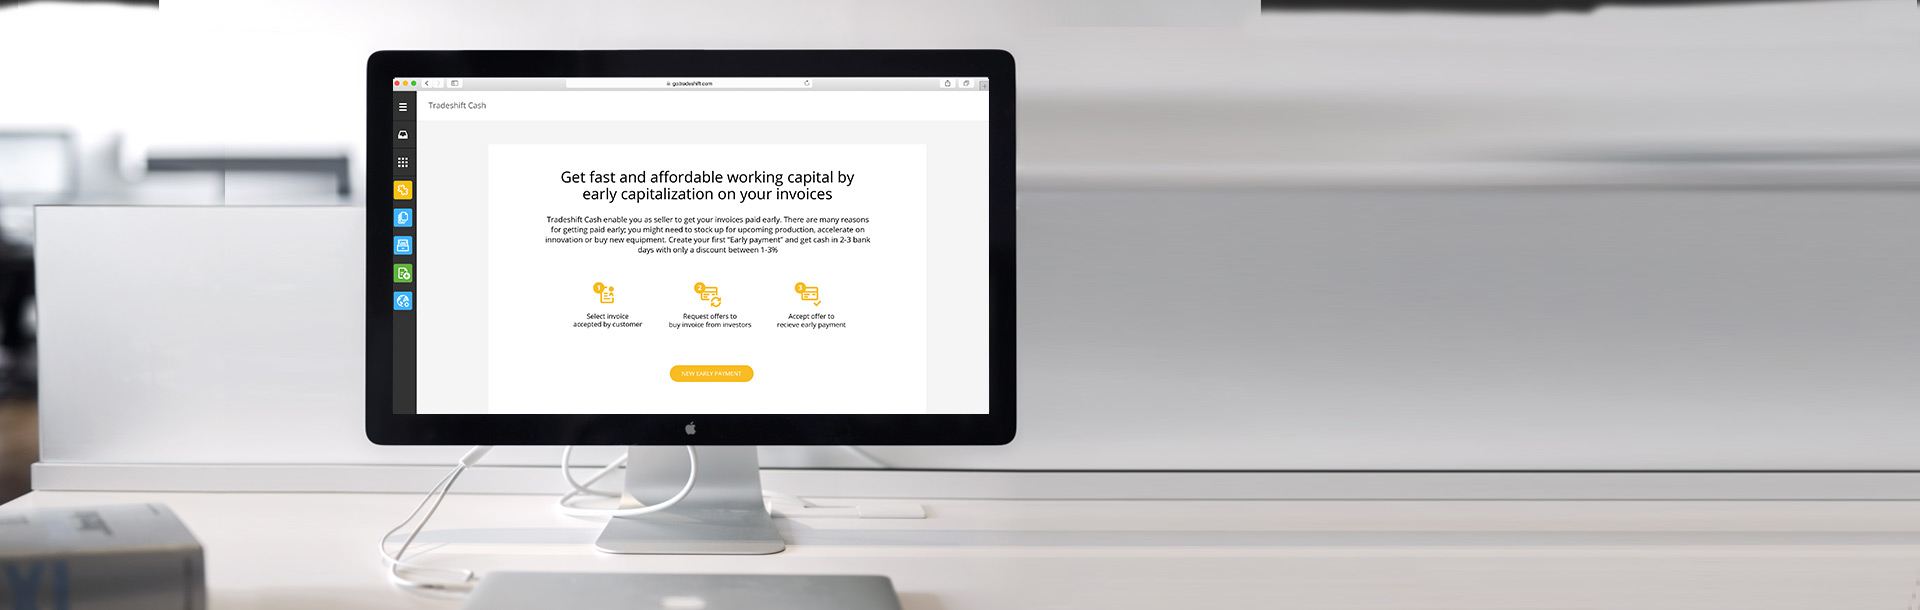 go.tradeshift.com
Tradeshift Cash
Get fast and affordable working capital by
early capitalization on your invoices
Tradeshift Cash enable you as seller to get your invoices paid early. There are many reasons
for getting paid early; you might need to stock up for upcoming production, accelerate on
innovation or buy new equipment. Create your first "Early payment" and get cash in 2-3 bank
days with only a discount between 1-3%
1
2
3
Select invoice
accepted by customer
Request offers to
buy invoice from investors
Accept offer to
recieve early payment
NEW EARLY PAYMENT